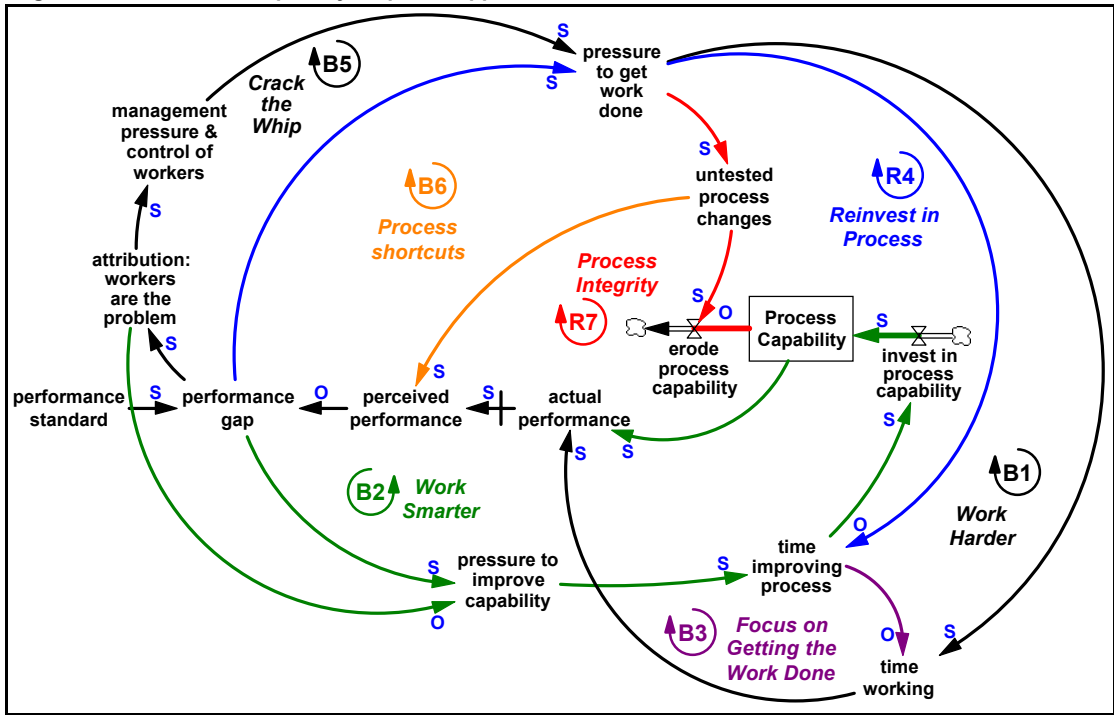 S
B5
Crack
the
Whip
management
pressure &
control of
workers
S
pressure
to get
work
done
S
S
untested
process
changes
B6
Process
shortcuts
R4
Reinvest in
Process
attribution:
workers
are the
problem
S
Process
Integrity
R7
S
O
erode
process
capability
Process
Capability
S
invest in
process
capability
performance
standard
S
performance
gap
O
perceived
performance
S
S
actual
performance
S
S
S
B2
Work
Smarter
B1
Work
Harder
S
O
pressure to
improve
capability
S
time
improving
process
O
B3
Focus on
Getting the
Work Done
O
S
time
working